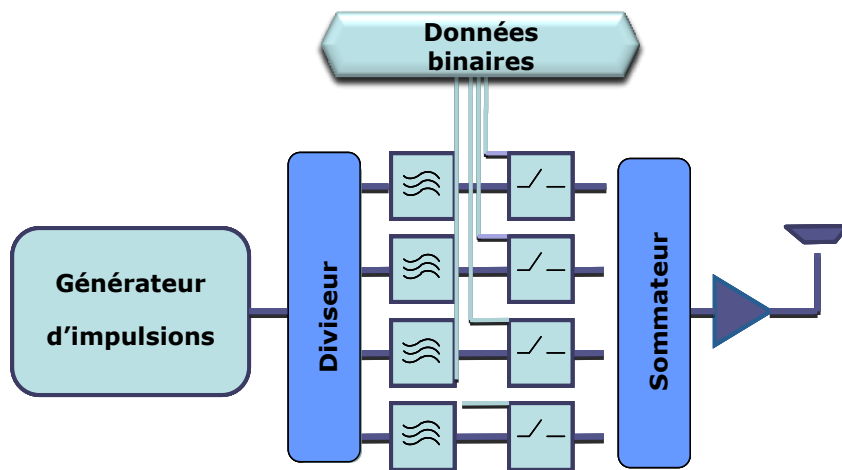 Données
binaires
Générateur
d’impulsions
Diviseur
Sommateur